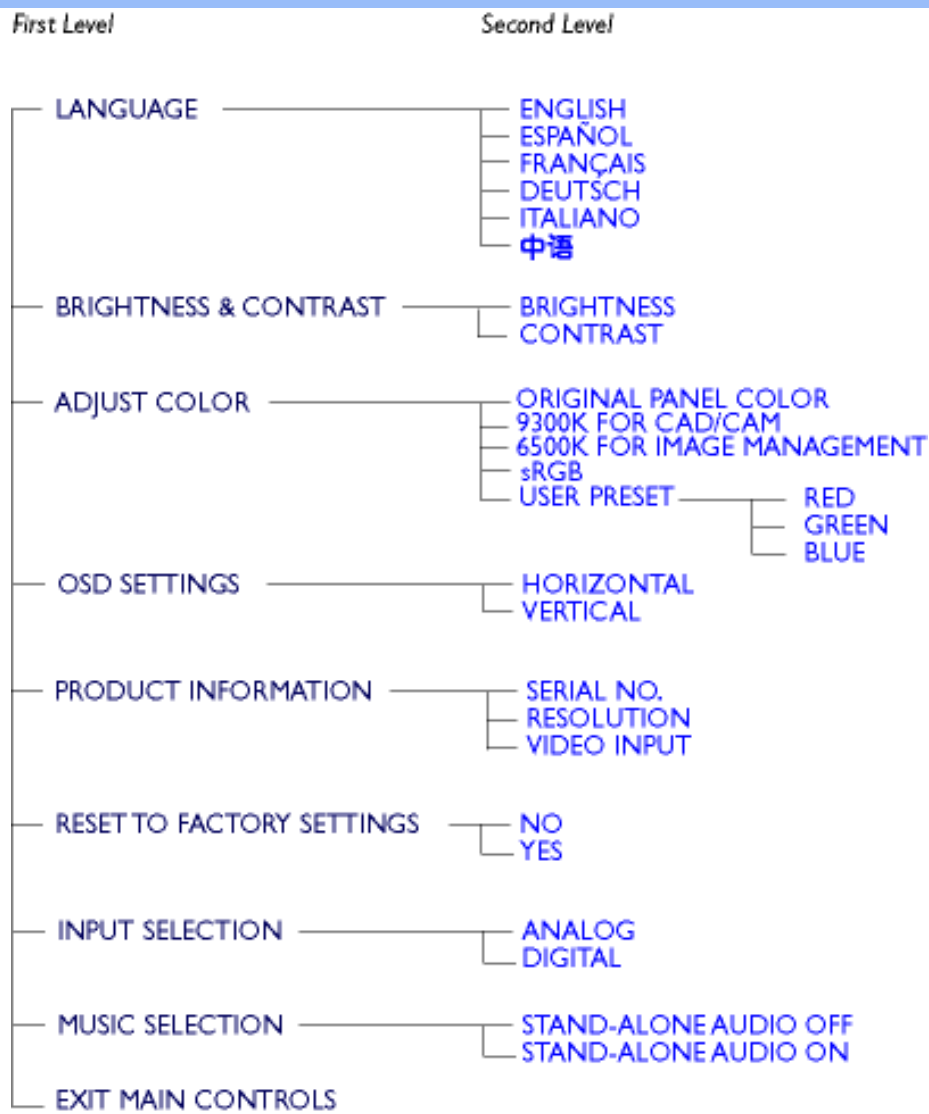 First Level Second Level
LANGUAGE ENGLISH
ESPAÑOL
FRANÇAIS
DEUTSCH
ITALIANO
中语
BRIGHTNESS & CONTRAST BRIGHTNESS
CONTRAST
ADJUST COLOR ORIGINAL PANEL COLOR
9300K FOR CAD/CAM
6500K FOR IMAGE MANAGEMENT
sRGB
USER PRESET RED
GREEN
BLUE
OSD SETTINGS HORIZONTAL
VERTICAL
PRODUCT INFORMATION SERIAL NO.
RESOLUTION
VIDEO INPUT
RESET TO FACTORY SETTINGS NO
YES
INPUT SELECTION ANALOG
DIGITAL
MUSIC SELECTION STAND-ALONE AUDIO OFF
STAND-ALONE AUDIO ON
EXIT MAIN CONTROLS